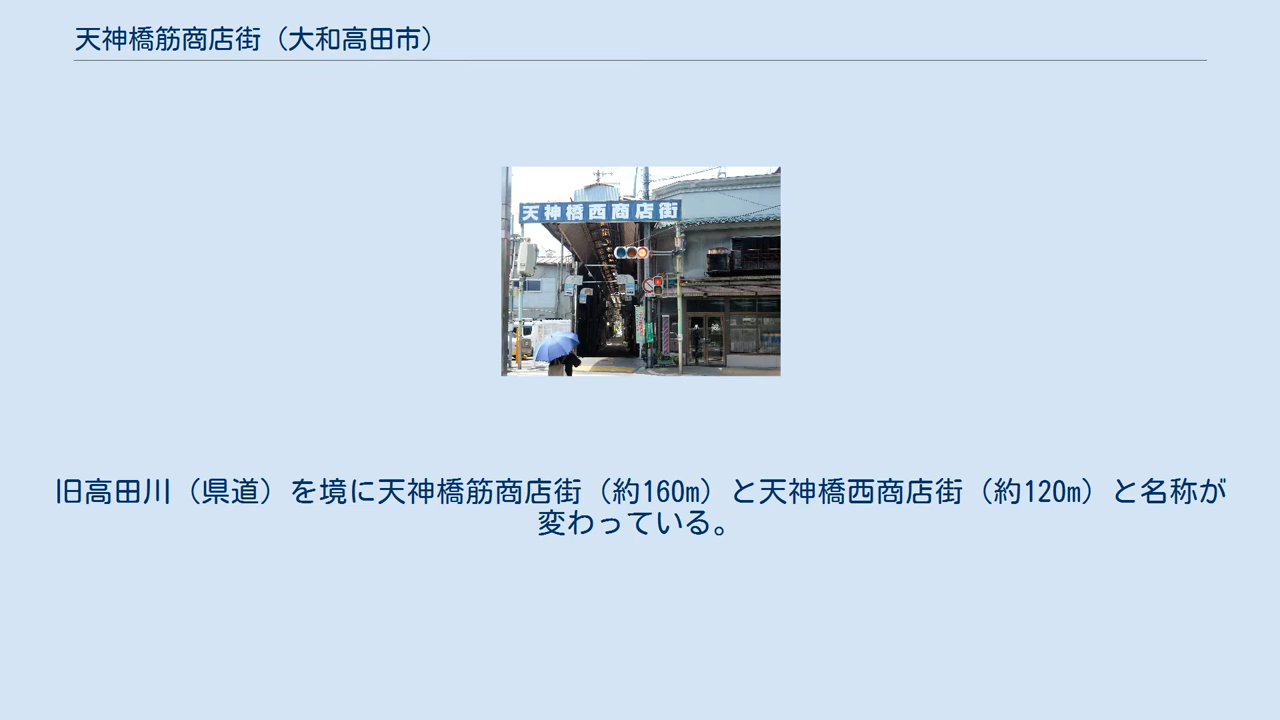 天神橋筋商店街（大和高田市）
天神橋西商店街
旧高田川（県道）を境に天神橋筋商店街（約160m）と天神橋西商店街（約120m）と名称が
変わっている。